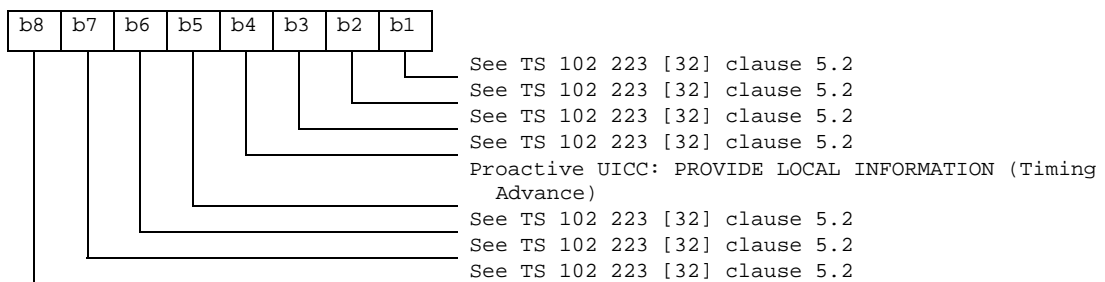 b8 b7 b6 b5 b4 b3 b2 b1
See TS 102 223 [32] clause 5.2
See TS 102 223 [32] clause 5.2
See TS 102 223 [32] clause 5.2
See TS 102 223 [32] clause 5.2
Proactive UICC: PROVIDE LOCAL INFORMATION (Timing
Advance)
See TS 102 223 [32] clause 5.2
See TS 102 223 [32] clause 5.2
See TS 102 223 [32] clause 5.2